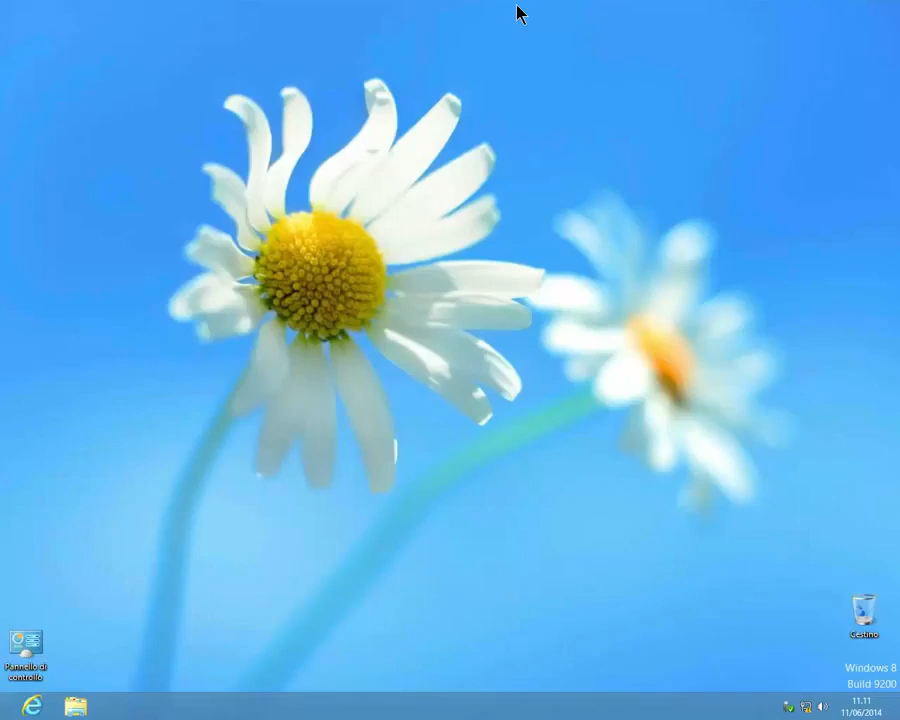 Cestino
Pannello di
controllo
Windows 8
Build 9200
11.11
11/06/2014